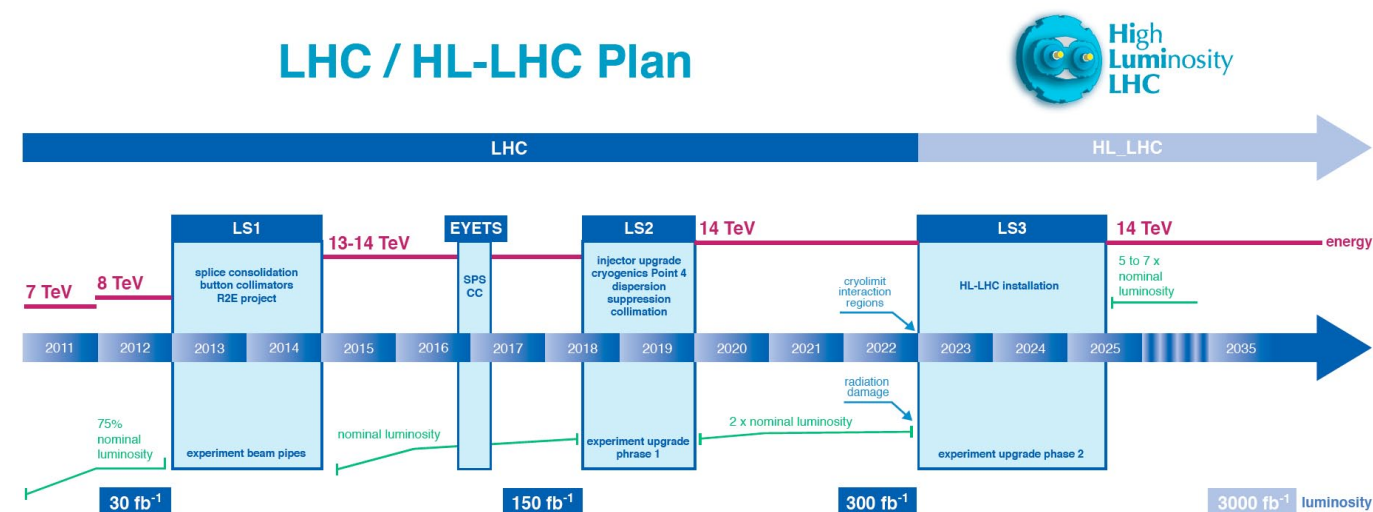 LHC / HL-LHC Plan
High
Luminosity
LHC
LHC
HL_LHC
LS1
EYETS
LS2
LS3
7 TeV
8 TeV
13-14 TeV
14 TeV
14 TeV
energy
splice consolidation
button collimators
R2E project
SPS
CC
injector upgrade
cryogenics Point 4
dispersion
suppression
collimation
cryolimit
interaction
regions
HL-LHC installation
5 to 7 x
nominal
luminosity
2011
2012
2013
2014
2015
2016
2017
2018
2019
2020
2021
2022
2023
2024
2025
2035
75%
nominal
luminosity
experiment beam pipes
nominal luminosity
experiment upgrade
phrase 1
2 x nominal luminosity
radiation
damage
experiment upgrade phase 2
30 fb⁻¹
150 fb⁻¹
300 fb⁻¹
3000 fb⁻¹
luminosity